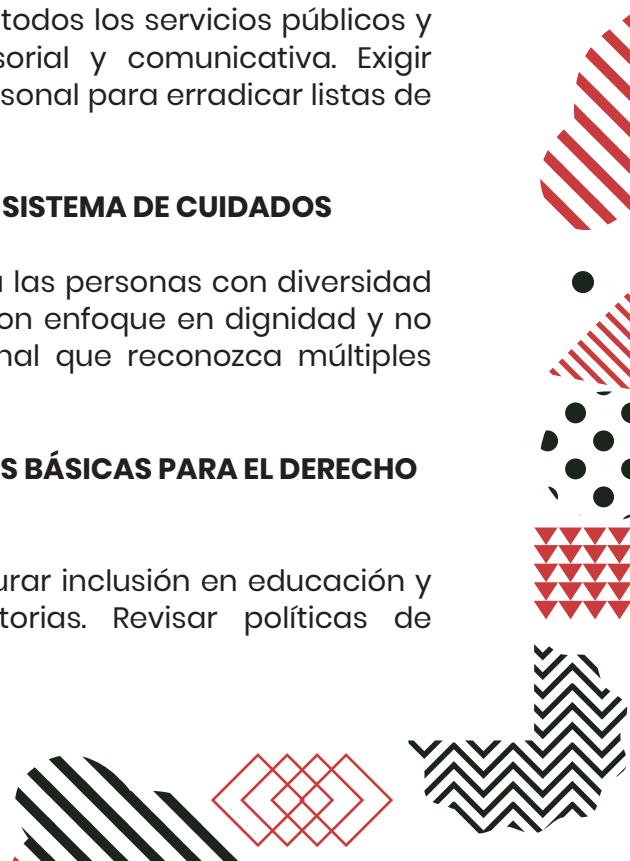 todos los servicios públicos y
sorial y comunicativa. Exigir
rsonal para erradicar listas de
SISTEMA DE CUIDADOS
a las personas con diversidad
on enfoque en dignidad y no
nal que reconozca múltiples
S BÁSICAS PARA EL DERECHO
urar inclusión en educación y
torias. Revisar políticas de